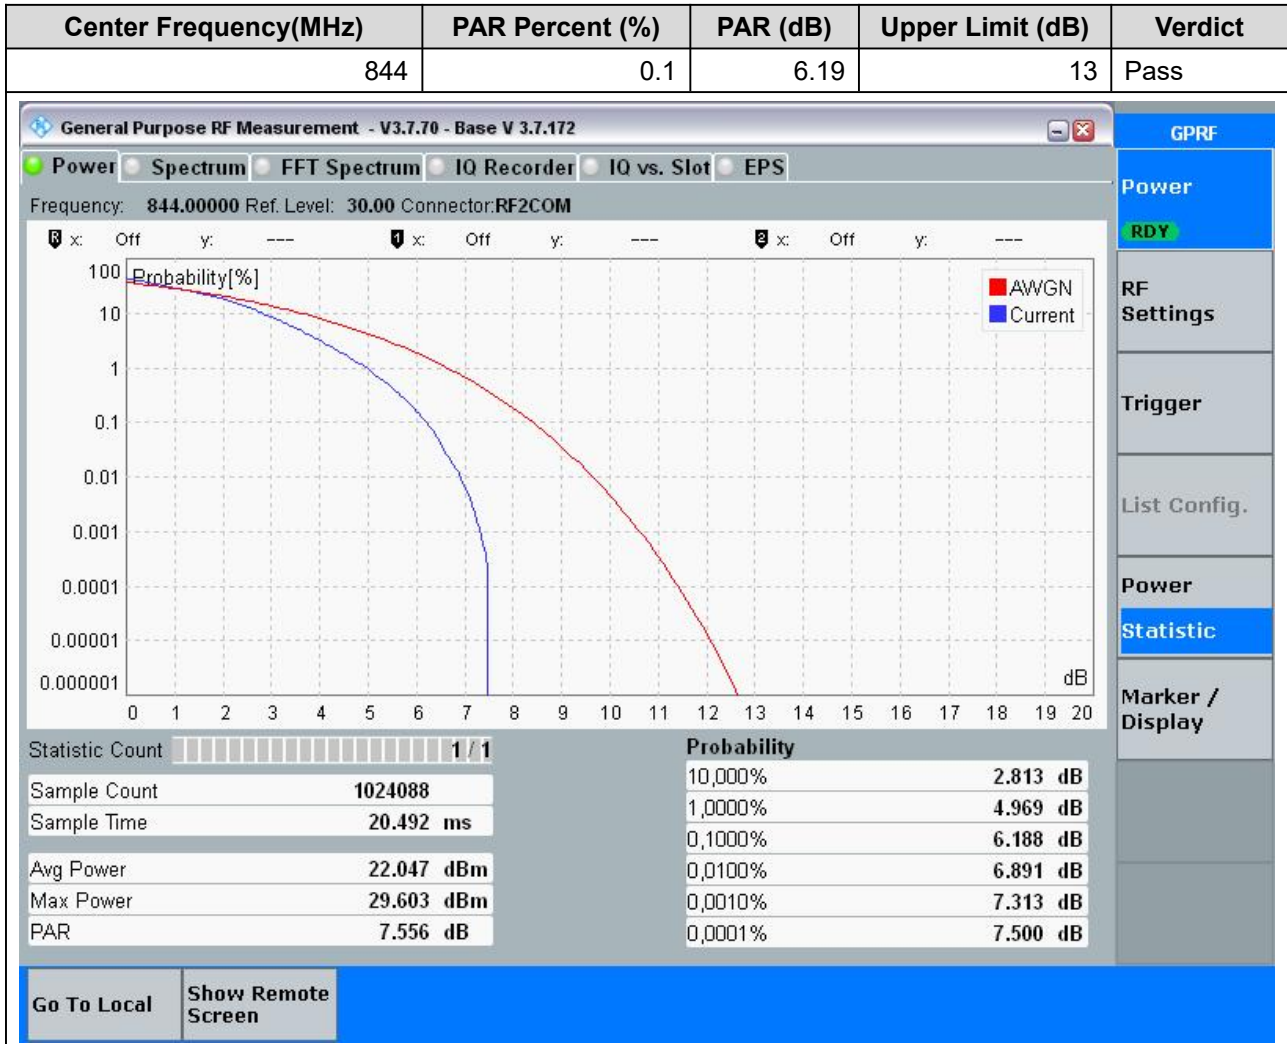 Center Frequency(MHz) PAR Percent (%) PAR (dB) Upper Limit (dB) Verdict
844 0.1 6.19 13 Pass
General Purpose RF Measurement - V3.7.70 - Base V 3.7.172
GPRF
Power Spectrum FFT Spectrum IQ Recorder IQ vs. Slot EPS
Power
RDY
Frequency: 844.00000 Ref. Level: 30.00 Connector:RF2COM
R x: Off y: --- 1 x: Off y: --- 2 x: Off y: ---
Probability[%]
AWGN
Current
100
10
1
0.1
0.01
0.001
0.0001
0.00001
0.000001
dB
0 1 2 3 4 5 6 7 8 9 10 11 12 13 14 15 16 17 18 19 20
RF
Settings
Trigger
List Config.
Power
Statistic
Marker /
Display
Statistic Count 1 / 1
Sample Count 1024088
Sample Time 20.492 ms
Avg Power 22.047 dBm
Max Power 29.603 dBm
PAR 7.556 dB
Probability
10,000% 2.813 dB
1,0000% 4.969 dB
0,1000% 6.188 dB
0,0100% 6.891 dB
0,0010% 7.313 dB
0,0001% 7.500 dB
Go To Local
Show Remote
Screen